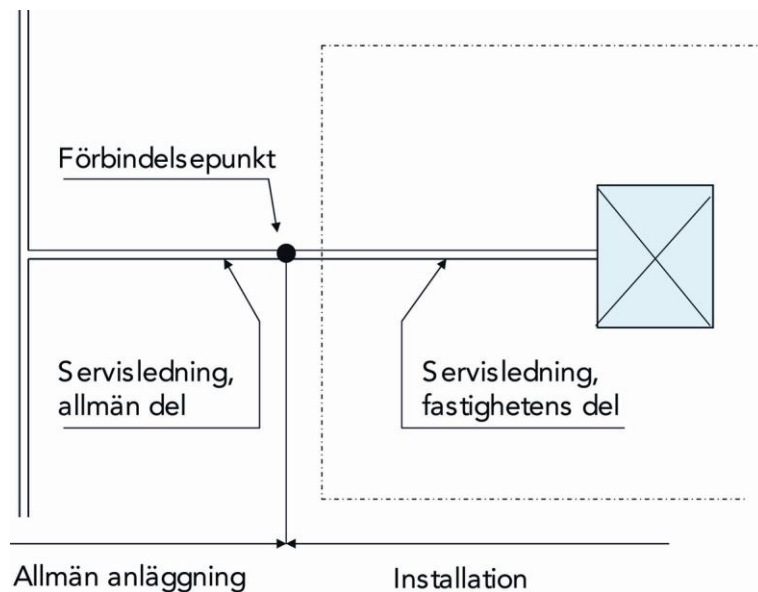 Förbindelsepunkt
Servisledning,
allmän del
Servisledning,
fastighetens del
Allmän anläggning
Installation